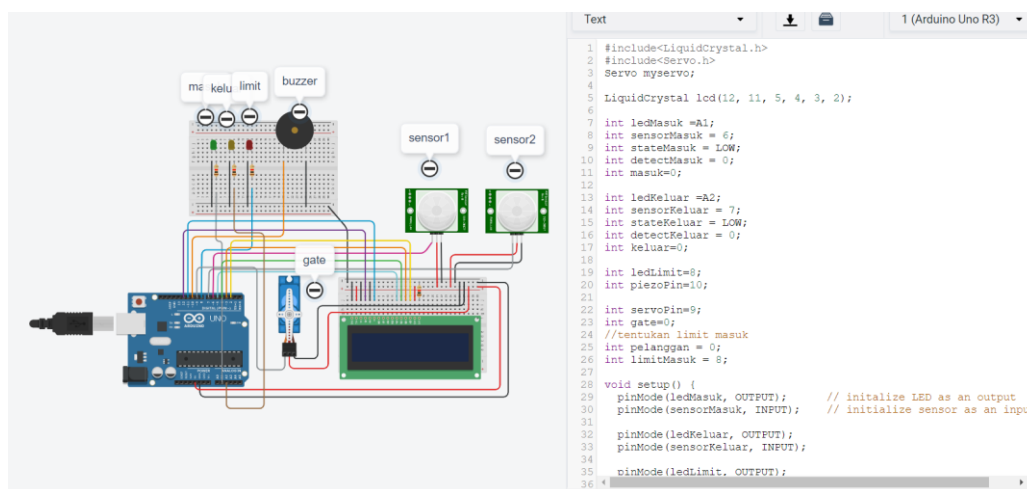 Text
1 (Arduino Uno R3)
ma
kelu
limit
buzzer
sensor1
sensor2
gate
UNO
ARDUINO
1 #include<LiquidCrystal.h>
2 #include<Servo.h>
3 Servo myservo;
4
5 LiquidCrystal lcd(12, 11, 5, 4, 3, 2);
6
7 int ledMasuk =A1;
8 int sensorMasuk = 6;
9 int stateMasuk = LOW;
10 int detectMasuk = 0;
11 int masuk=0;
12
13 int ledKeluar =A2;
14 int sensorKeluar = 7;
15 int stateKeluar = LOW;
16 int detectKeluar = 0;
17 int keluar=0;
18
19 int ledLimit=8;
20 int piezoPin=10;
21
22 int servoPin=9;
23 int gate=0;
24 //tentukan limit masuk
25 int pelanggan = 0;
26 int limitMasuk = 8;
27
28 void setup() {
29 pinMode(ledMasuk, OUTPUT); // initalize LED as an output
30 pinMode(sensorMasuk, INPUT); // initialize sensor as an inpu
31
32 pinMode(ledKeluar, OUTPUT);
33 pinMode(sensorKeluar, INPUT);
34
35 pinMode(ledLimit, OUTPUT);
36